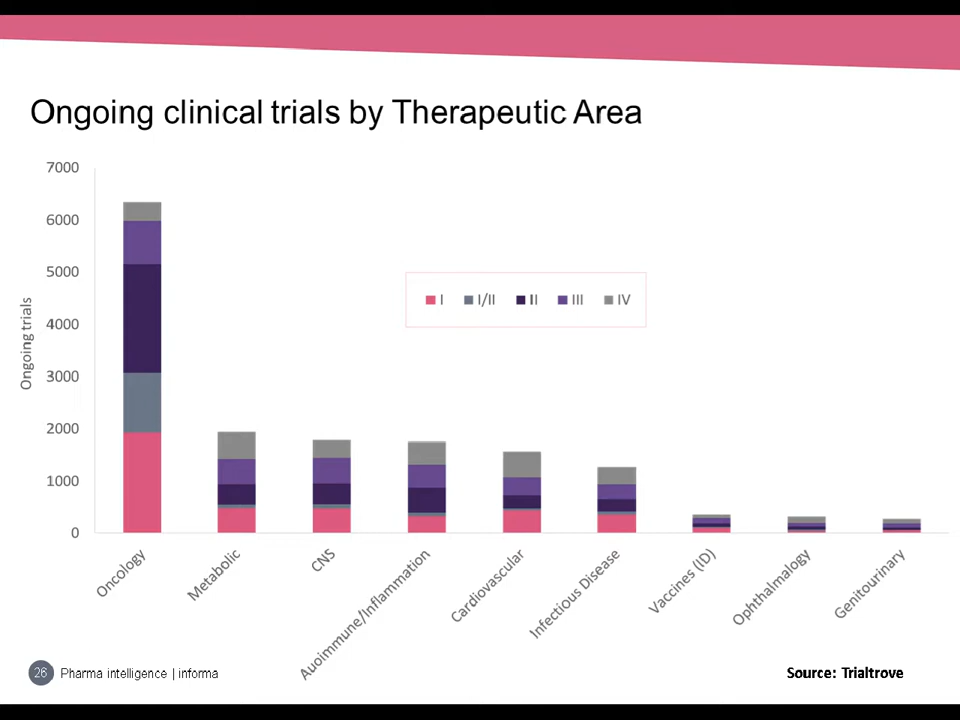 Ongoing clinical trials by Therapeutic Area
7000
6000
5000
4000
3000
2000
1000
0
Ongoing trials
I I/II II III IV
Oncology
Metabolic
CNS
Auoimmune/Inflammation
Cardiovascular
Infectious Disease
Vaccines (ID)
Ophthalmalogy
Genitourinary
26 Pharma intelligence | informa
Source: Trialtrove